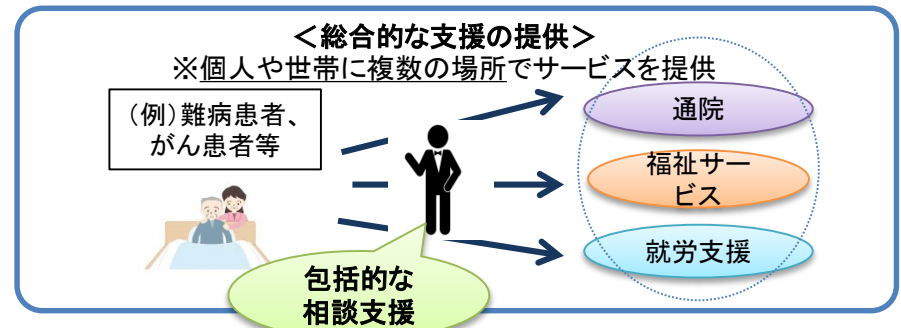 ＜総合的な支援の提供＞
※個人や世帯に複数の場所でサービスを提供
（例）難病患者、
がん患者等
通院
福祉サー
ビス
就労支援
包括的な
相談支援